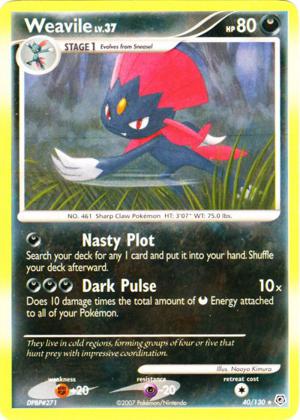 Weavile LV.37 HP 80
STAGE 1 Evolves from Sneasel
NO. 461 Sharp Claw Pokémon HT: 3'07" WT: 75.0 lbs.
Nasty Plot
Search your deck for any 1 card and put it into your hand. Shuffle
your deck afterward.
Dark Pulse 10x
Does 10 damage times the total amount of Energy attached
to all of your Pokémon.
They live in cold regions, forming groups of four or five that
hunt prey with impressive coordination.
Illus. Naoyo Kimura
weakness resistance retreat cost
+20 -20
DPBP#271 ©2007 Pokémon/Nintendo 40/130 ★